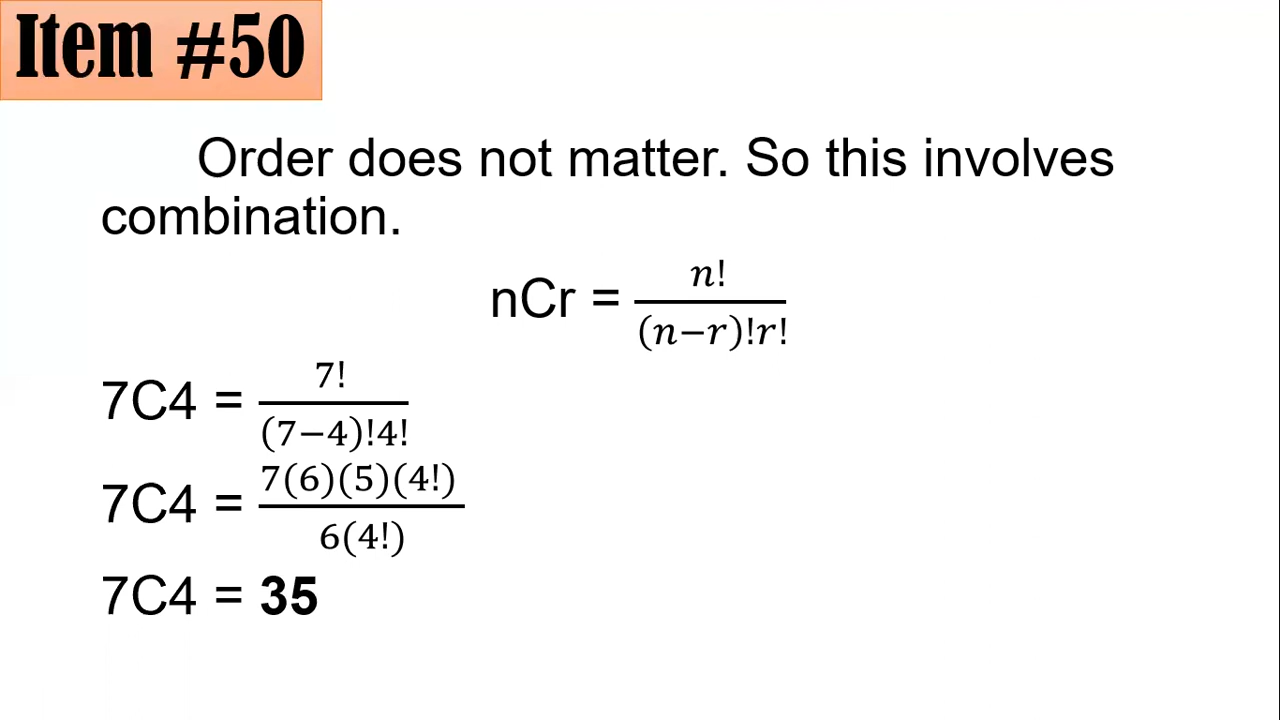 Item #50
Order does not matter. So this involves
combination.
nCr = n! / (n−r)!r!
7C4 = 7! / (7−4)!4!
7C4 = 7(6)(5)(4!) / 6(4!)
7C4 = 35